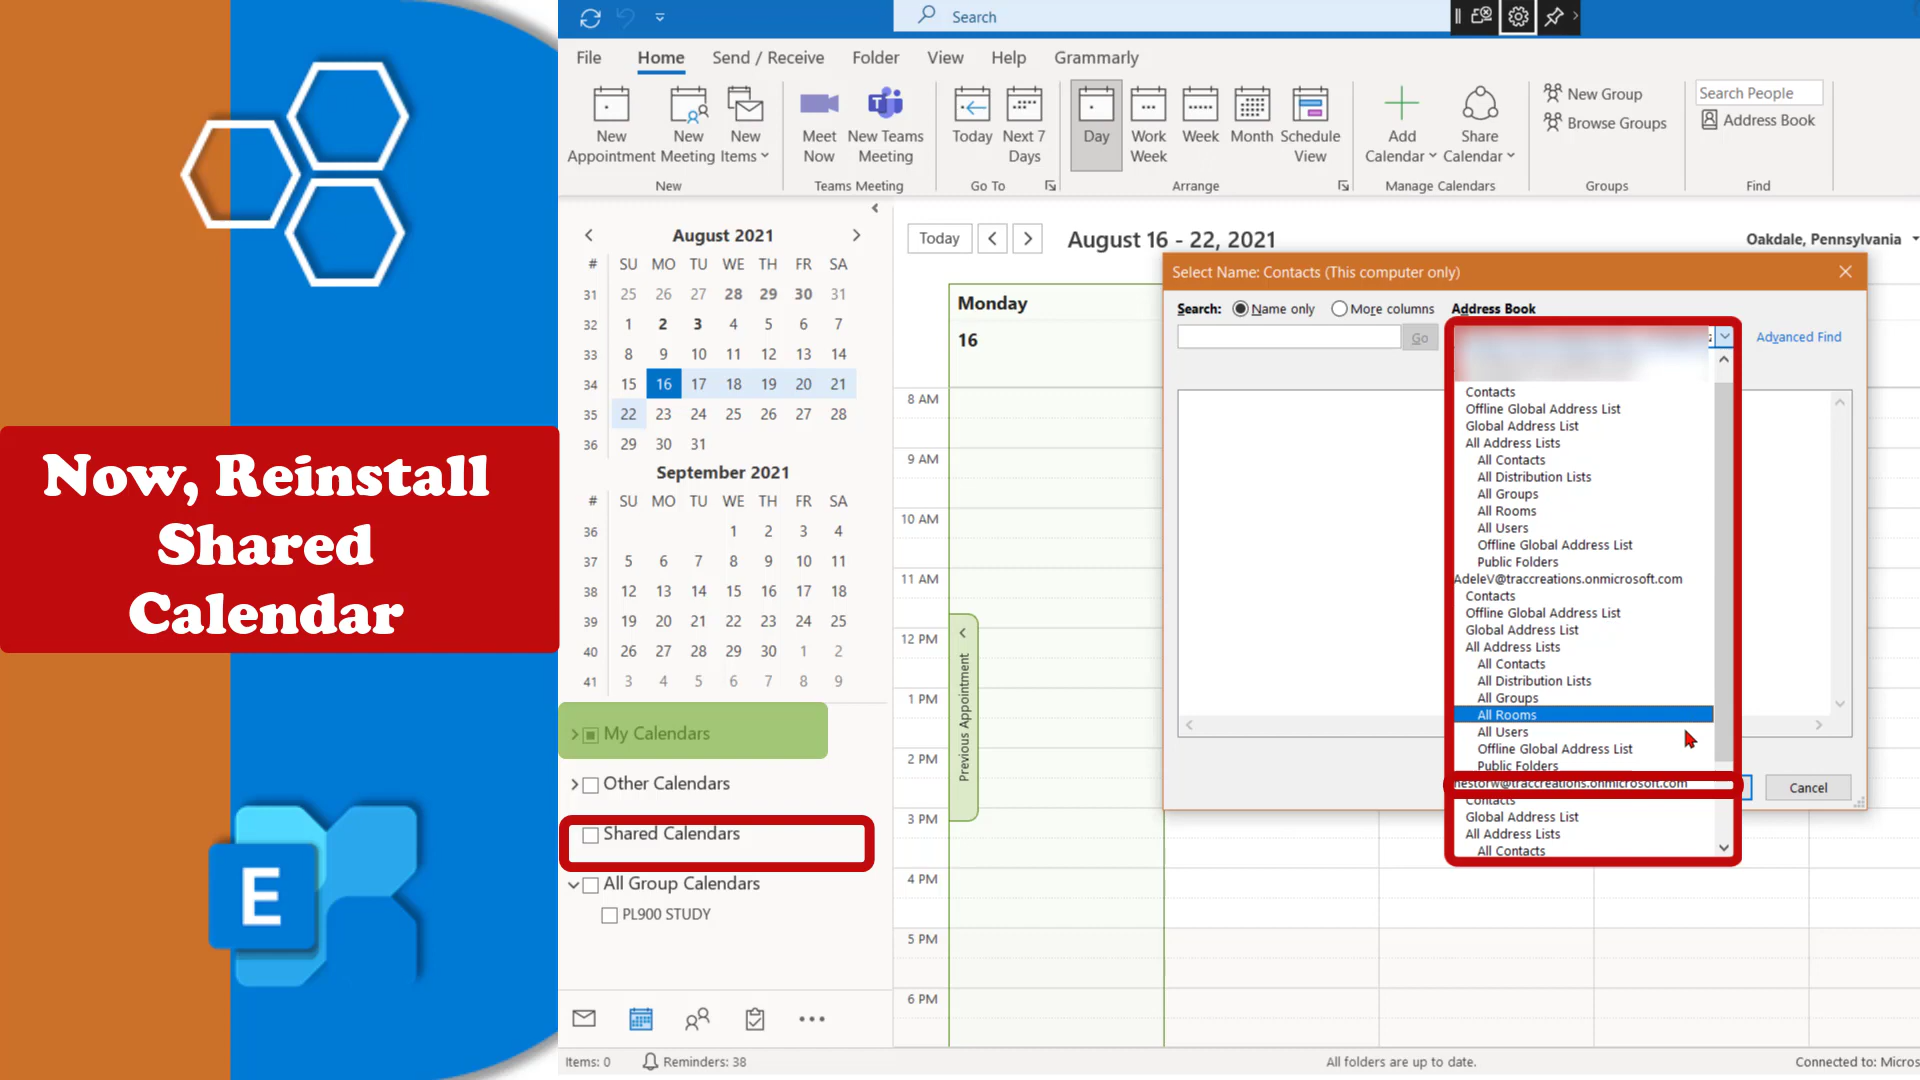 Now, Reinstall
Shared
Calendar
E
Search
File Home Send / Receive Folder View Help Grammarly
New Appointment
New Meeting
New Items
New
Meet Now
New Teams Meeting
Teams Meeting
Today
Next 7 Days
Go To
Day
Work Week
Week
Month
Schedule View
Arrange
Add Calendar
Share Calendar
Manage Calendars
New Group
Browse Groups
Groups
Search People
Address Book
Find
August 2021
# SU MO TU WE TH FR SA
31 25 26 27 28 29 30 31
32 1 2 3 4 5 6 7
33 8 9 10 11 12 13 14
34 15 16 17 18 19 20 21
35 22 23 24 25 26 27 28
36 29 30 31
September 2021
# SU MO TU WE TH FR SA
36 1 2 3 4
37 5 6 7 8 9 10 11
38 12 13 14 15 16 17 18
39 19 20 21 22 23 24 25
40 26 27 28 29 30 1 2
41 3 4 5 6 7 8 9
My Calendars
Other Calendars
Shared Calendars
All Group Calendars
PL900 STUDY
Items: 0 Reminders: 38
Today August 16 - 22, 2021 Oakdale, Pennsylvania
Monday
16
8 AM
9 AM
10 AM
11 AM
12 PM
1 PM
2 PM
3 PM
4 PM
5 PM
6 PM
Previous Appointment
Select Name: Contacts (This computer only)
Search: Name only More columns Address Book
Go
Advanced Find
Contacts
Offline Global Address List
Global Address List
All Address Lists
All Contacts
All Distribution Lists
All Groups
All Rooms
All Users
Offline Global Address List
Public Folders
AdeleV@traccreations.onmicrosoft.com
Contacts
Offline Global Address List
Global Address List
All Address Lists
All Contacts
All Distribution Lists
All Groups
All Rooms
All Users
Offline Global Address List
Public Folders
nestorw@traccreations.onmicrosoft.com
Contacts
Global Address List
All Address Lists
All Contacts
Cancel
All folders are up to date.
Connected to: Micros